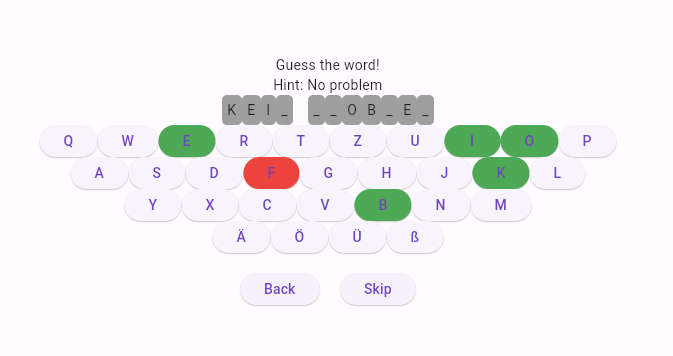 Guess the word!
Hint: No problem
K E I _ _ _ O B _ E _
Q W E R T Z U I O P
A S D F G H J K L
Y X C V B N M
Ä Ö Ü ß
Back Skip